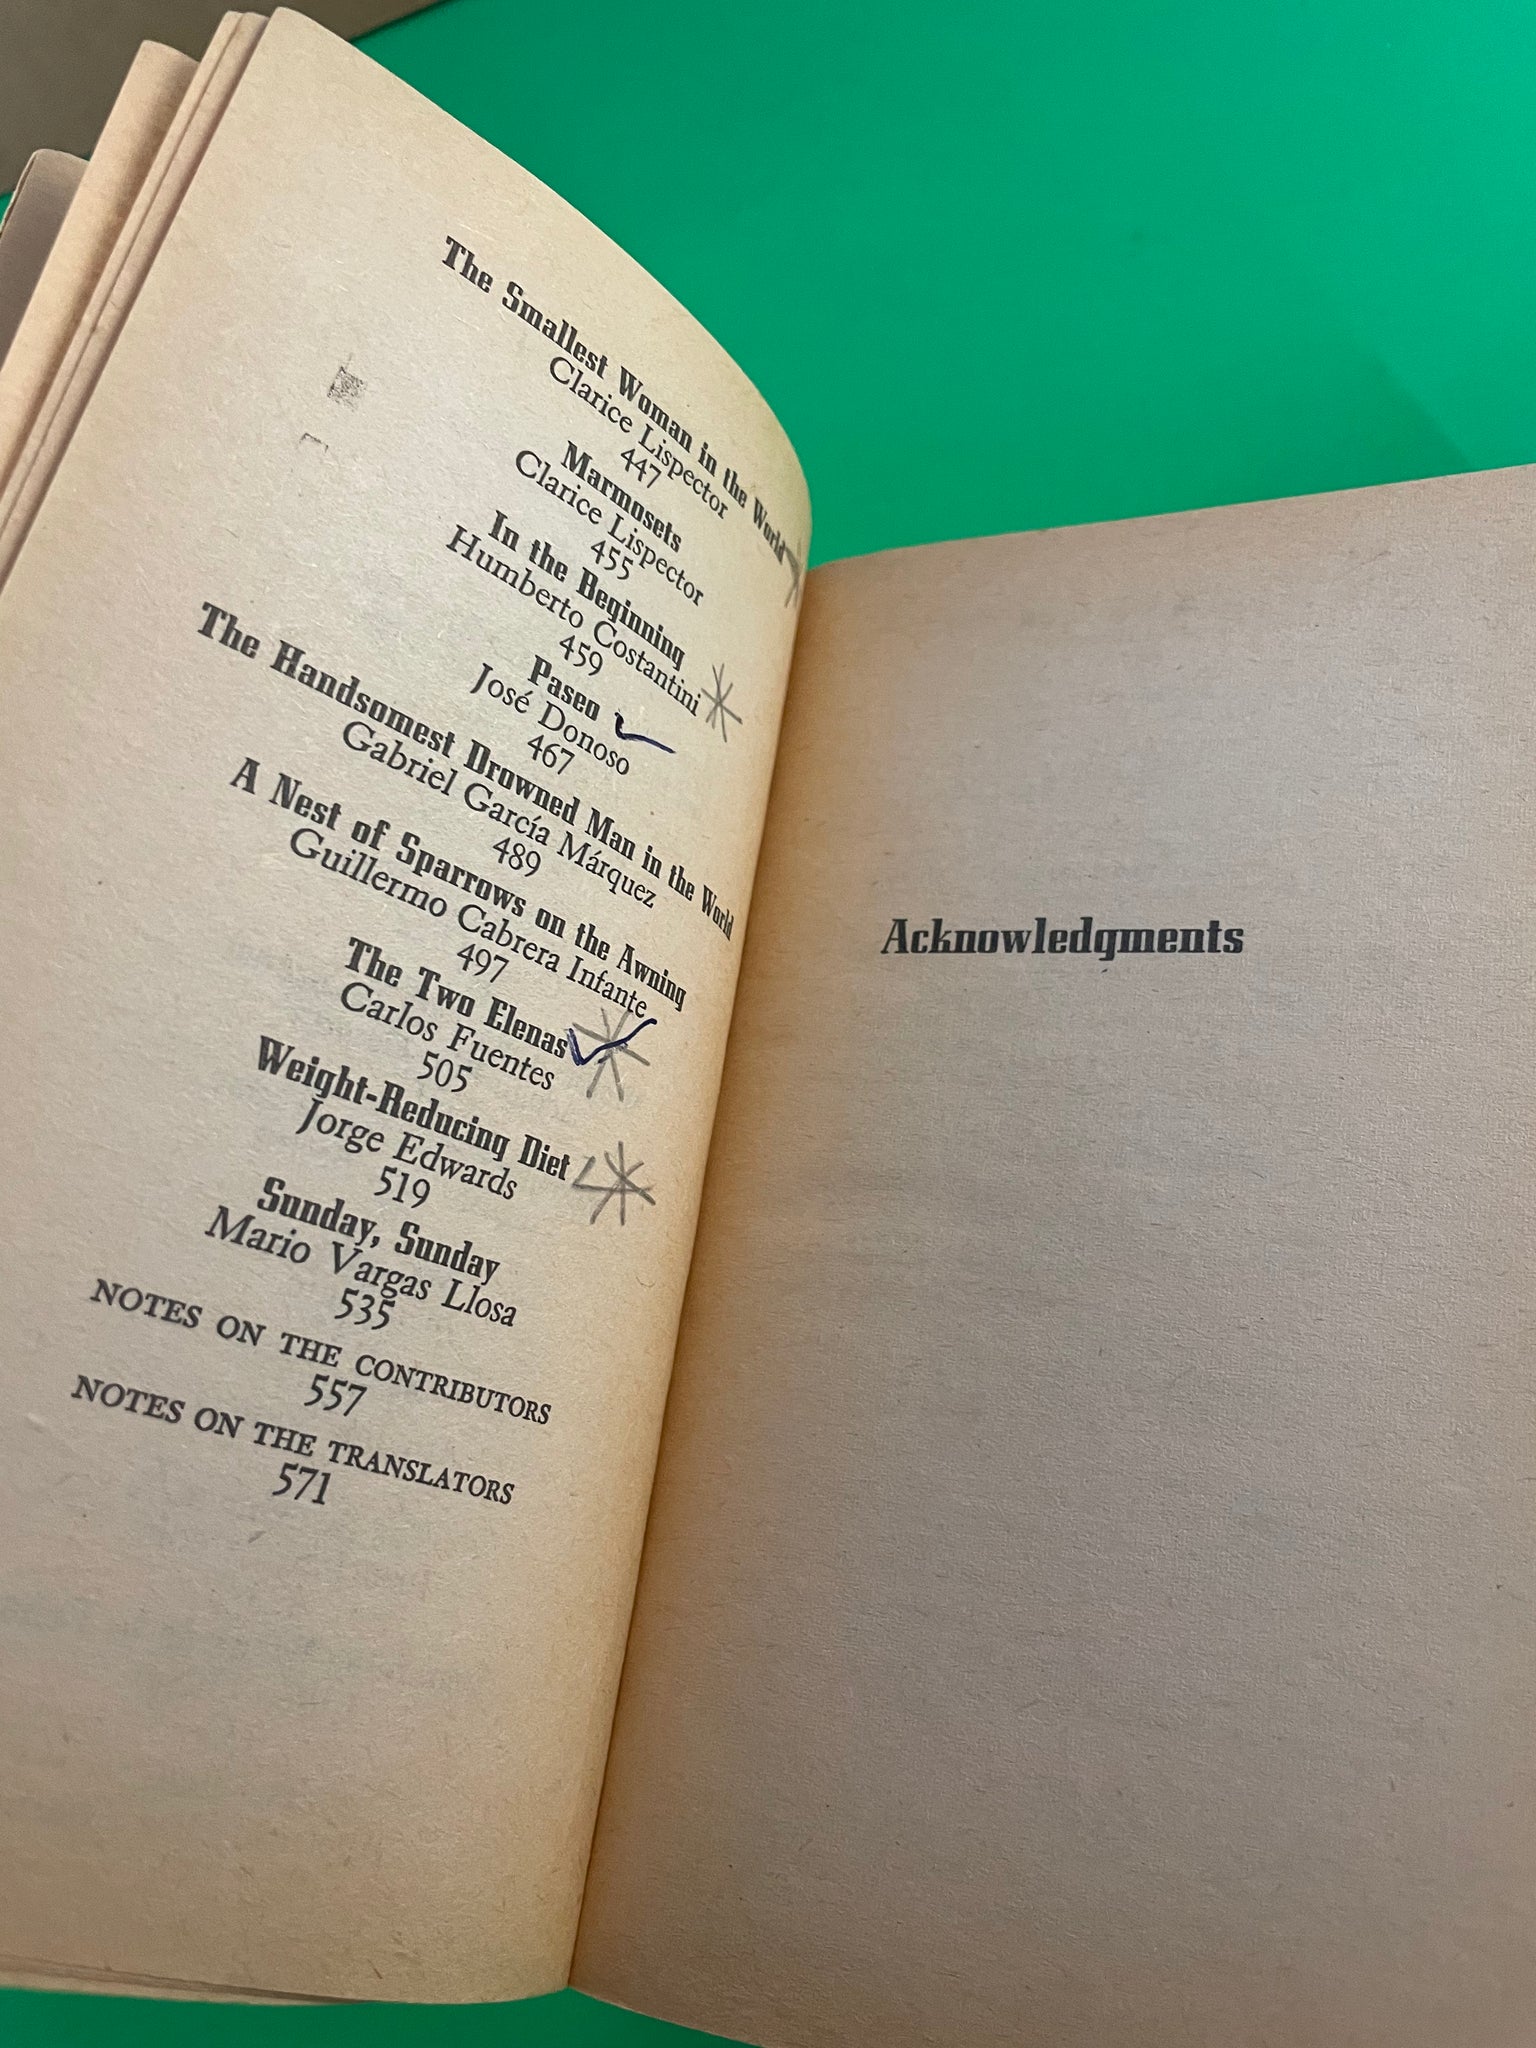 The Smallest Woman in the World
Clarice Lispector
447
Marmosets
Clarice Lispector
455
In the Beginning
Humberto Costantini
459
Paseo
José Donoso
467
The Handsomest Drowned Man in the World
Gabriel García Márquez
489
A Nest of Sparrows on the Awning
Guillermo Cabrera Infante
497
The Two Elenas
Carlos Fuentes
505
Weight-Reducing Diet
Jorge Edwards
519
Sunday, Sunday
Mario Vargas Llosa
535
NOTES ON THE CONTRIBUTORS
557
NOTES ON THE TRANSLATORS
571
Acknowledgments